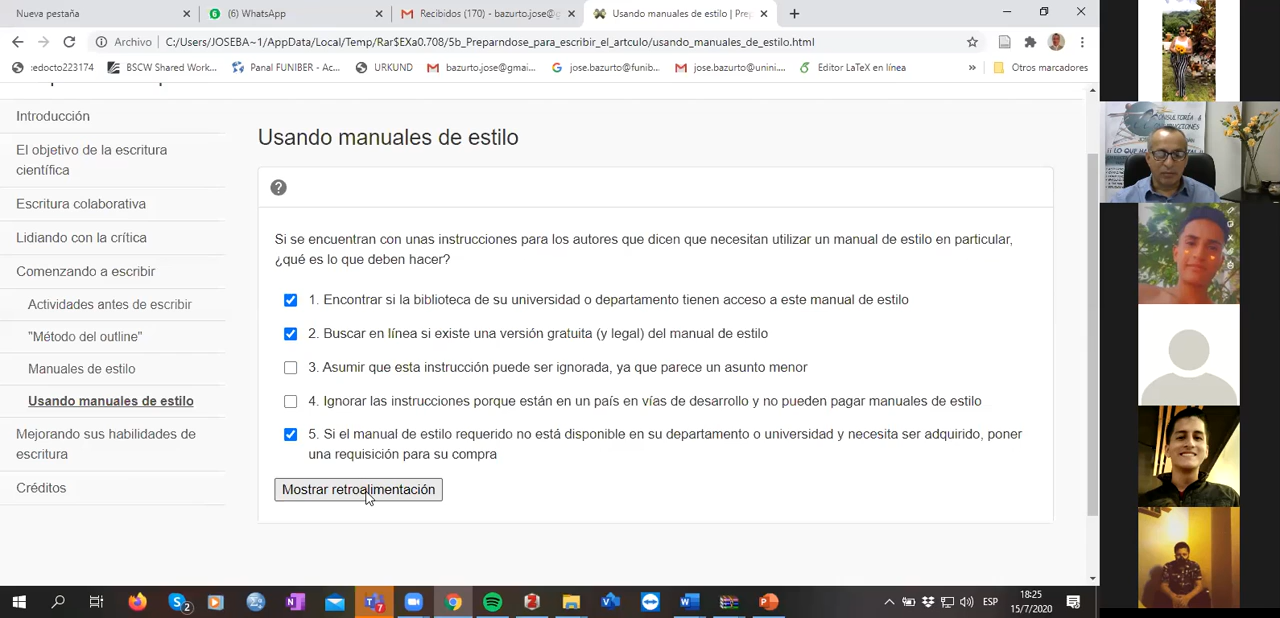 Nueva pestaña
(6) WhatsApp
Recibidos (170) - bazurto.jose@g
Usando manuales de estilo | Prep
Archivo
C:/Users/JOSEBA~1/AppData/Local/Temp/Rar$EXa0.708/5b_Preparndose_para_escribir_el_artculo/usando_manuales_de_estilo.html
:edocto223174
BSCW Shared Work...
Panal FUNIBER - Ac...
URKUND
bazurto.jose@gmai...
jose.bazurto@funib...
jose.bazurto@unini....
Editor LaTeX en línea
»
Otros marcadores
Introducción
El objetivo de la escritura
científica
Escritura colaborativa
Lidiando con la crítica
Comenzando a escribir
Actividades antes de escribir
"Método del outline"
Manuales de estilo
Usando manuales de estilo
Mejorando sus habilidades de
escritura
Créditos
Usando manuales de estilo
Si se encuentran con unas instrucciones para los autores que dicen que necesitan utilizar un manual de estilo en particular,
¿qué es lo que deben hacer?
1. Encontrar si la biblioteca de su universidad o departamento tienen acceso a este manual de estilo
2. Buscar en línea si existe una versión gratuita (y legal) del manual de estilo
3. Asumir que esta instrucción puede ser ignorada, ya que parece un asunto menor
4. Ignorar las instrucciones porque están en un país en vías de desarrollo y no pueden pagar manuales de estilo
5. Si el manual de estilo requerido no está disponible en su departamento o universidad y necesita ser adquirido, poner
una requisición para su compra
Mostrar retroalimentación
CONSULTORÍA A
CONSTRUCCIONES
¡¡ LO QUE HA
ESP
18:25
15/7/2020